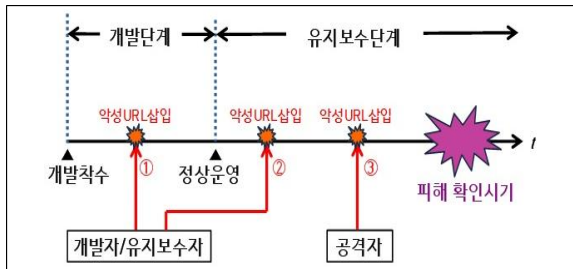 개발단계 유지보수단계
악성URL삽입 악성URL삽입 악성URL삽입
t
① ② ③
개발착수 정상운영 피해 확인시기
개발자/유지보수자 공격자